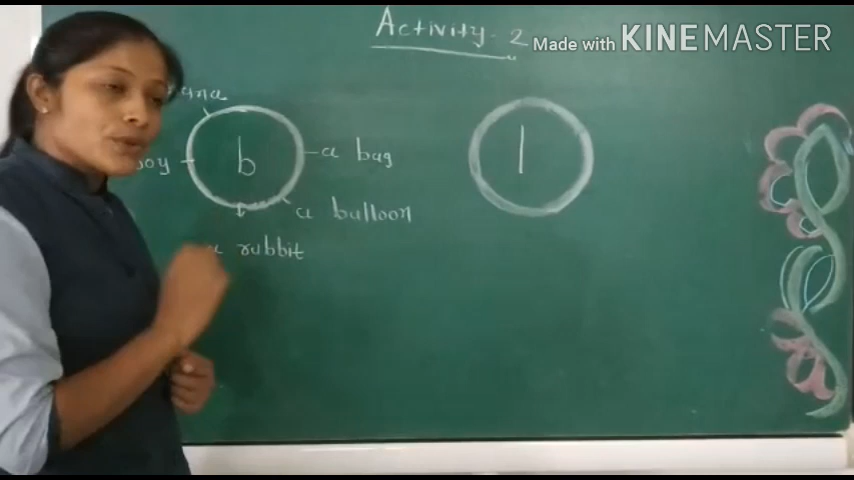 Activity - 2
Made with KINEMASTER
b
l
a bag
a balloon
rabbit